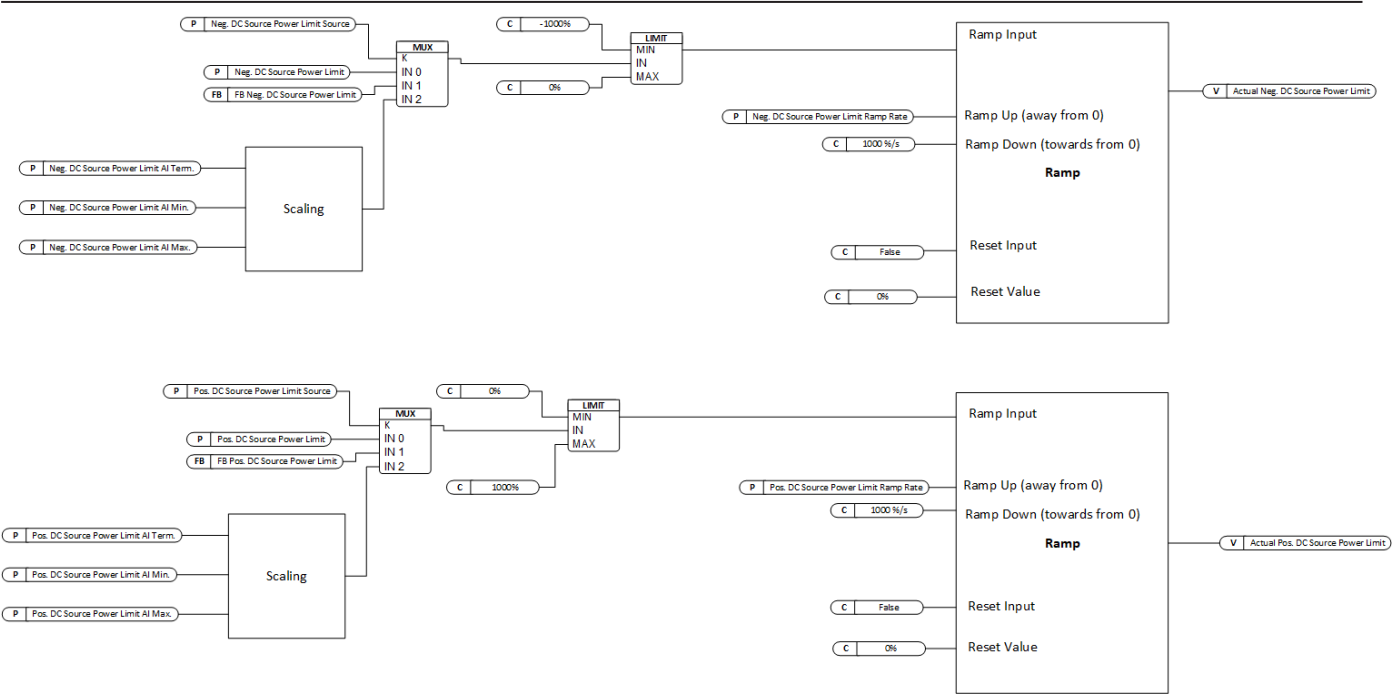 P Neg. DC Source Power Limit Source
C -1000%
Ramp Input
MUX
LIMIT
K
MIN
P Neg. DC Source Power Limit
IN 0
IN
FB FB Neg. DC Source Power Limit
IN 1
MAX
C 0%
IN 2
V Actual Neg. DC Source Power Limit
P Neg. DC Source Power Limit Ramp Rate
Ramp Up (away from 0)
C 1000 %/s
Ramp Down (towards from 0)
P Neg. DC Source Power Limit AI Term.
Ramp
P Neg. DC Source Power Limit AI Min.
Scaling
P Neg. DC Source Power Limit AI Max.
C False
Reset Input
C 0%
Reset Value
P Pos. DC Source Power Limit Source
C 0%
MUX
LIMIT
Ramp Input
K
MIN
P Pos. DC Source Power Limit
IN 0
IN
FB FB Pos. DC Source Power Limit
IN 1
MAX
IN 2
C 1000%
P Pos. DC Source Power Limit Ramp Rate
Ramp Up (away from 0)
C 1000 %/s
Ramp Down (towards from 0)
P Pos. DC Source Power Limit AI Term.
Ramp
V Actual Pos. DC Source Power Limit
P Pos. DC Source Power Limit AI Min.
Scaling
P Pos. DC Source Power Limit AI Max.
C False
Reset Input
C 0%
Reset Value